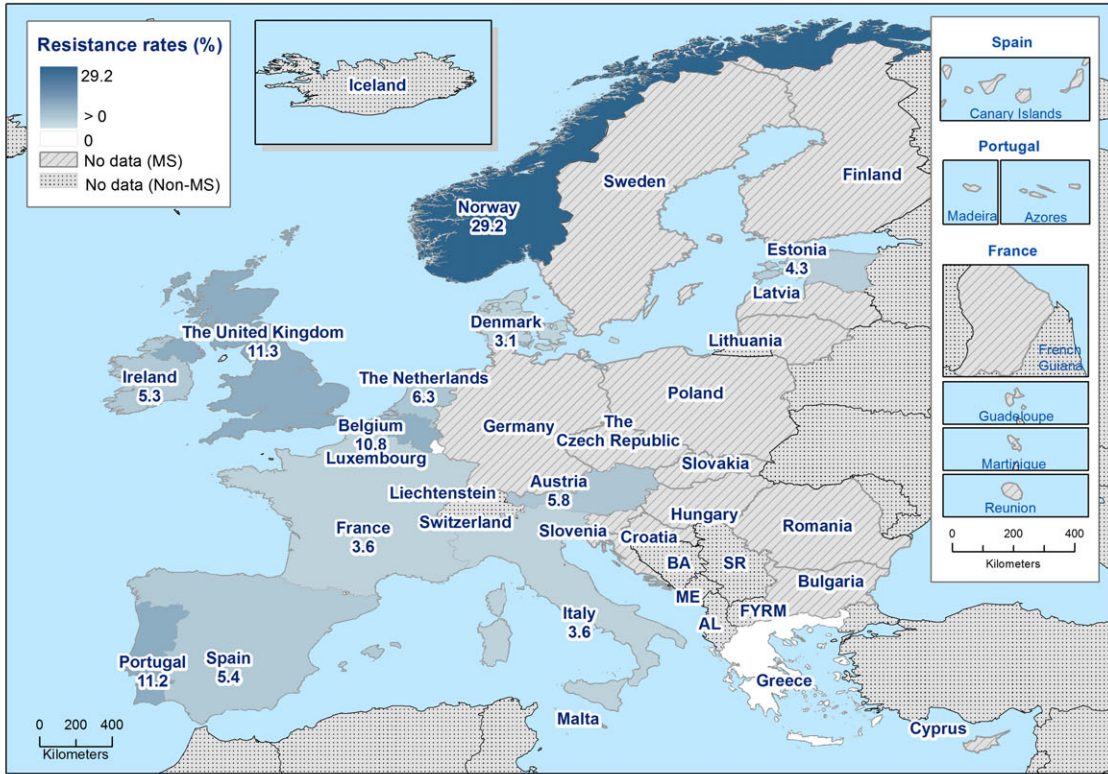 Resistance rates (%)
29.2
> 0
0
No data (MS)
No data (Non-MS)
Iceland
Norway
29.2
Sweden
Finland
Estonia
4.3
Latvia
Lithuania
Denmark
3.1
The United Kingdom
11.3
Ireland
5.3
The Netherlands
6.3
Belgium
10.8
Luxembourg
Germany
Poland
The
Czech Republic
Slovakia
Austria
5.8
Liechtenstein
Switzerland
France
3.6
Slovenia
Hungary
Croatia
Romania
BA
SR
Bulgaria
ME
FYRM
AL
Italy
3.6
Greece
Portugal
11.2
Spain
5.4
Malta
Cyprus
0 200 400
Kilometers
Spain
Canary Islands
Portugal
Madeira
Azores
France
French
Guiana
Guadeloupe
Martinique
Reunion
0 200 400
Kilometers